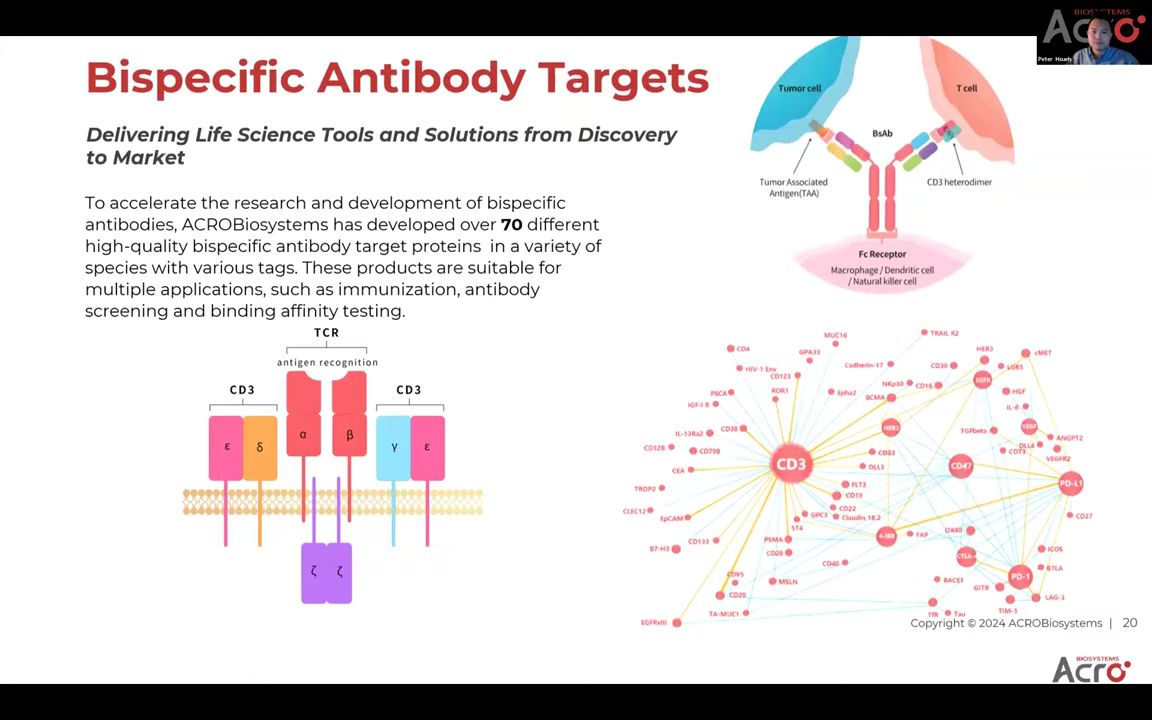 BIOSYSTEMS
Acro
Peter Hsueh
Bispecific Antibody Targets
Delivering Life Science Tools and Solutions from Discovery
to Market
To accelerate the research and development of bispecific
antibodies, ACROBiosystems has developed over 70 different
high-quality bispecific antibody target proteins in a variety of
species with various tags. These products are suitable for
multiple applications, such as immunization, antibody
screening and binding affinity testing.
Tumor cell
T cell
BsAb
Tumor Associated
Antigen(TAA)
CD3 heterodimer
Fc Receptor
Macrophage / Dendritic cell
/ Natural killer cell
TCR
antigen recognition
CD3
CD3
ε
δ
α
β
γ
ε
ζ
ζ
MUC16
TRAIL R2
CD4
GPA33
HER3
cMET
HIV-1 Env
CD123
Cadherin-17
CD30
LGR5
EGFR
NKp30
CD16
PSCA
ROR1
Epha2
BCMA
HGF
IGF-I R
IL-6
CD38
HER2
VEGF
IL-13Ra2
TGFbeta
ANGPT2
CD32B
CD79B
CD33
DLL4
CD73
VEGFR2
CEA
CD3
DLL3
CD47
TROP2
FLT3
PD-L1
CD19
CLEC12
CD22
EpCAM
GPC3
Claudin 18.2
CD27
5T4
OX40
B7-H3
CD133
PSMA
4-1BB
FAP
CD28
CTLA-4
ICOS
CD40
BTLA
CD95
MSLN
BACE1
PD-1
GITR
CD20
LAG-3
TA-MUC1
TfR
Tau
TIM-3
EGFRvIII
Copyright © 2024 ACROBiosystems | 20
BIOSYSTEMS
Acro